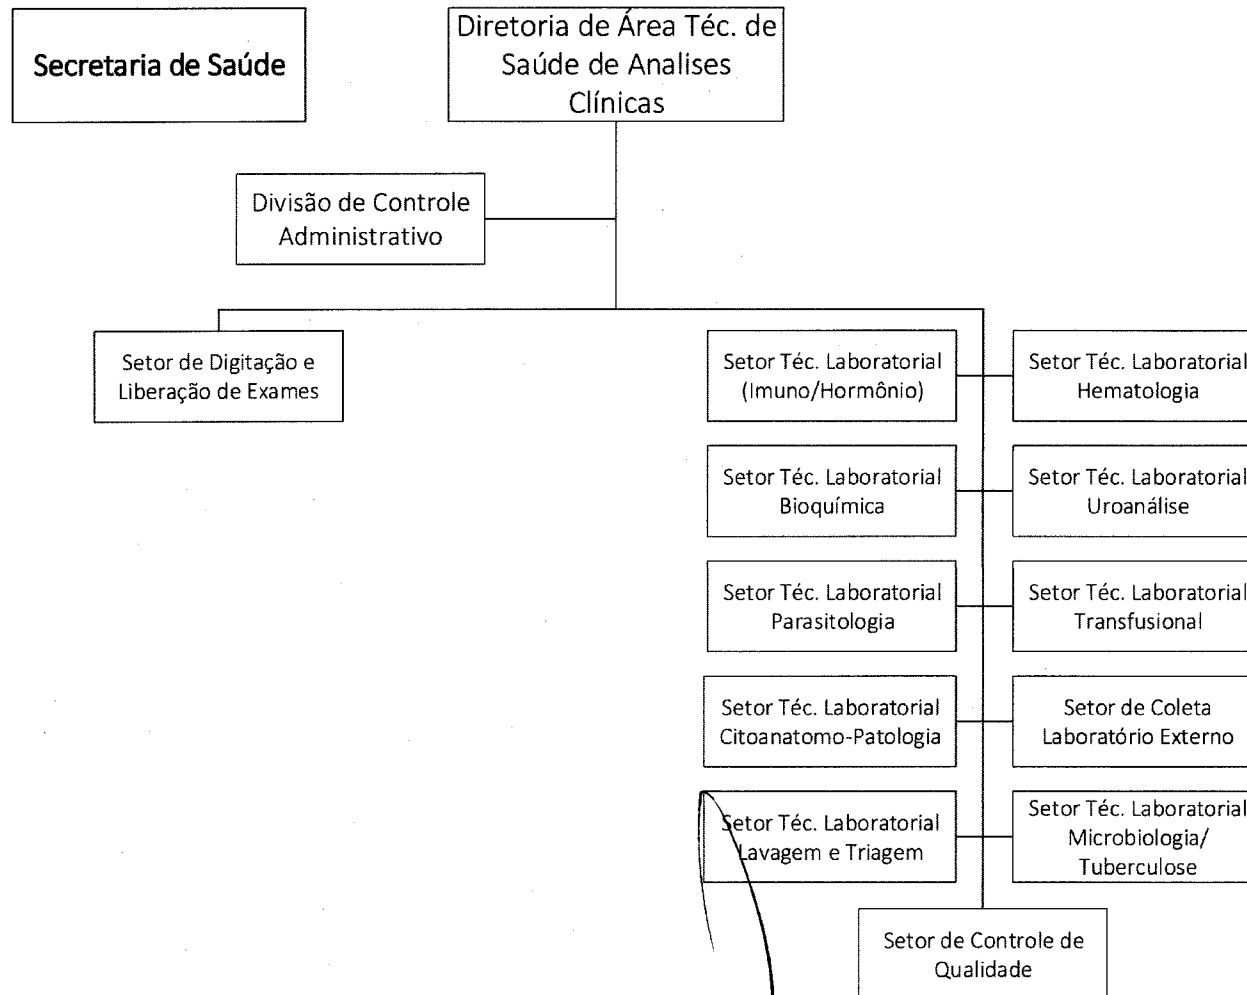 Secretaria de Saúde
Diretoria de Área Téc. de
Saúde de Analises
Clínicas
Divisão de Controle
Administrativo
Setor de Digitação e
Liberação de Exames
Setor Téc. Laboratorial
(Imuno/Hormônio)
Setor Téc. Laboratorial
Hematologia
Setor Téc. Laboratorial
Bioquímica
Setor Téc. Laboratorial
Uroanálise
Setor Téc. Laboratorial
Parasitologia
Setor Téc. Laboratorial
Transfusional
Setor Téc. Laboratorial
Citoanatomo-Patologia
Setor de Coleta
Laboratório Externo
Setor Téc. Laboratorial
Lavagem e Triagem
Setor Téc. Laboratorial
Microbiologia/
Tuberculose
Setor de Controle de
Qualidade